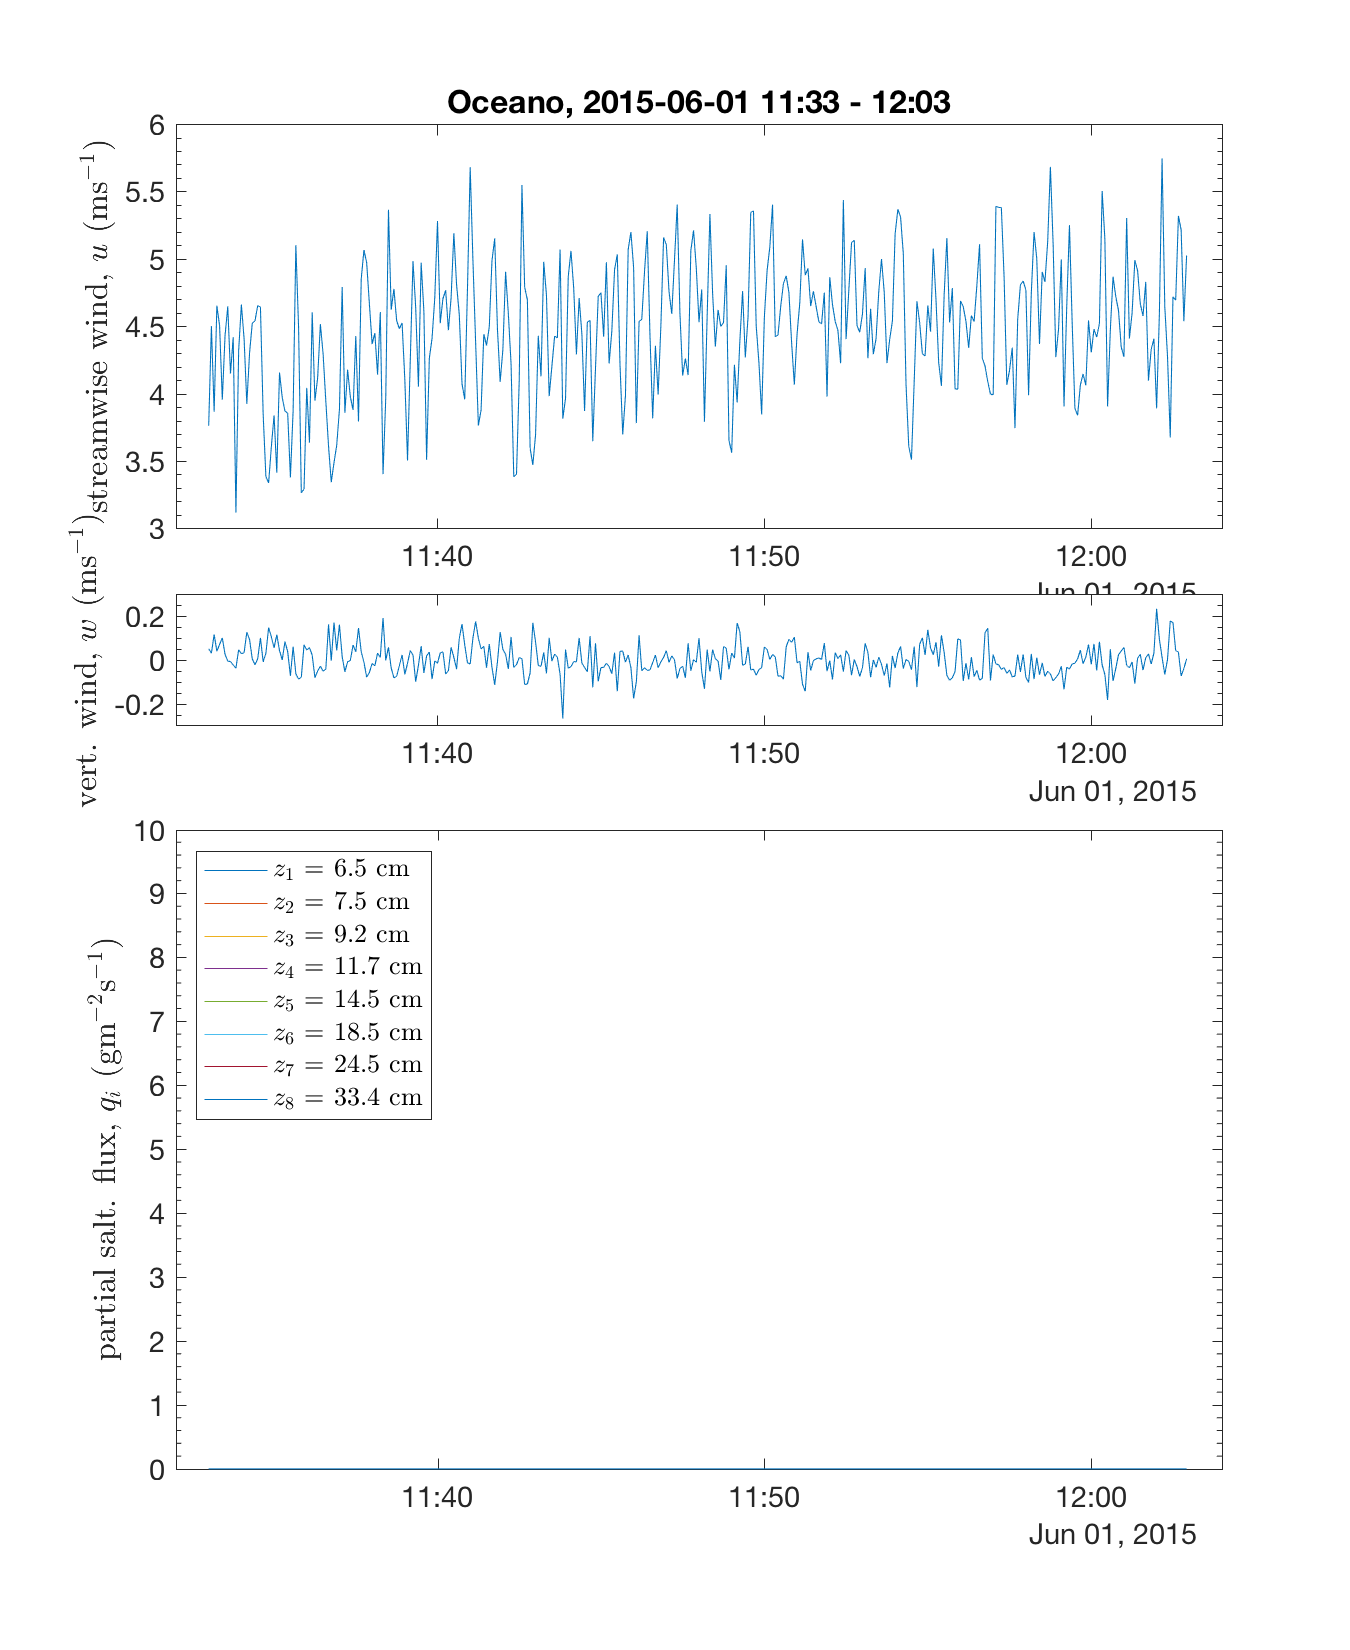 Oceano, 2015-06-01 11:33 - 12:03
streamwise wind, u (ms⁻¹)
6
5.5
5
4.5
4
3.5
3
11:40 11:50 12:00
Jun 01, 2015
vert. wind, w (ms⁻¹)
0.2
0
-0.2
11:40 11:50 12:00
Jun 01, 2015
partial salt. flux, qᵢ (gm⁻²s⁻¹)
10
9
8
7
6
5
4
3
2
1
0
z₁ = 6.5 cm
z₂ = 7.5 cm
z₃ = 9.2 cm
z₄ = 11.7 cm
z₅ = 14.5 cm
z₆ = 18.5 cm
z₇ = 24.5 cm
z₈ = 33.4 cm
11:40 11:50 12:00
Jun 01, 2015